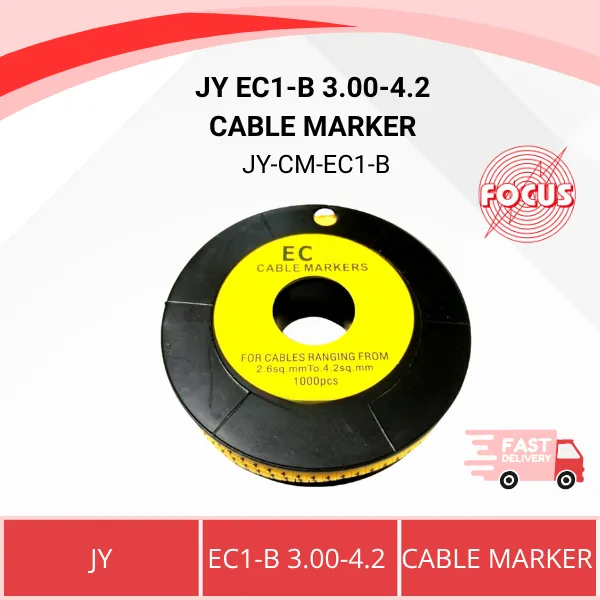 JY EC1-B 3.00-4.2
CABLE MARKER
JY-CM-EC1-B
FOCUS
EC
CABLE MARKERS
FOR CABLES RANGING FROM
2.6sq.mmTo.4.2sq.mm
1000pcs
FAST
DELIVERY
JY
EC1-B 3.00-4.2
CABLE MARKER